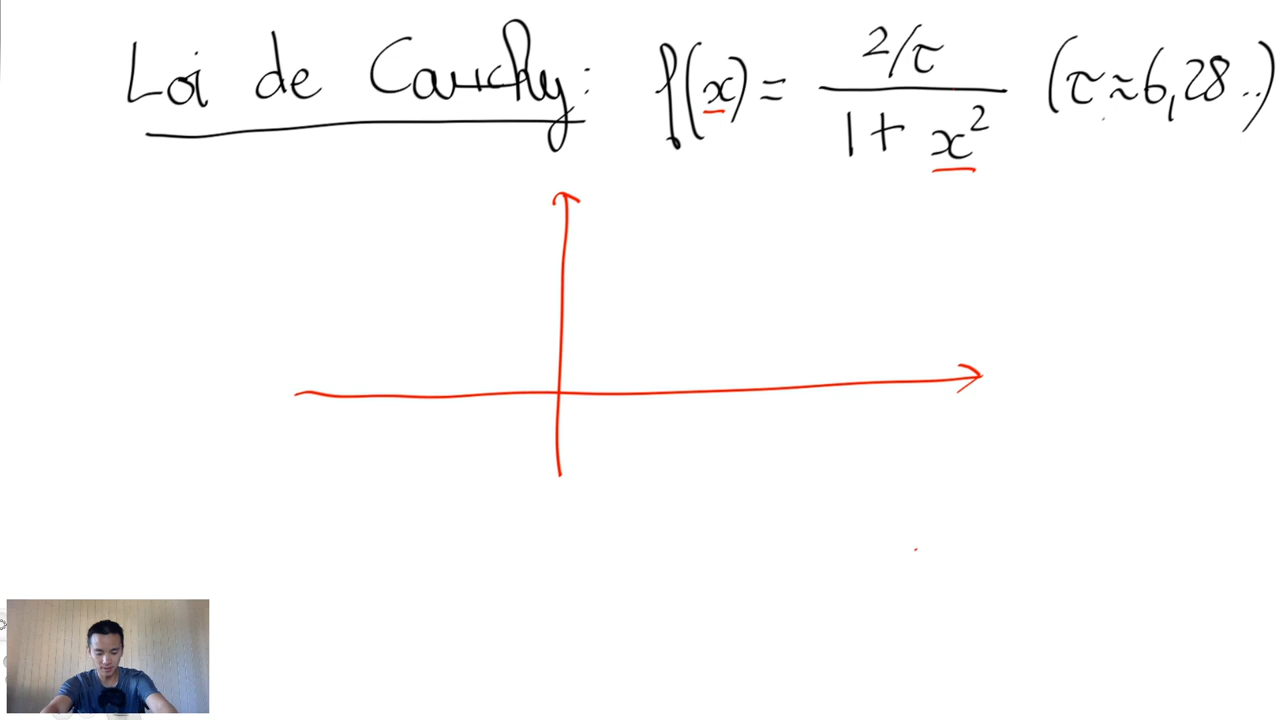 Loi de Cauchy : f(x) = (2/τ) / (1 + x²) (τ ≈ 6,28..)